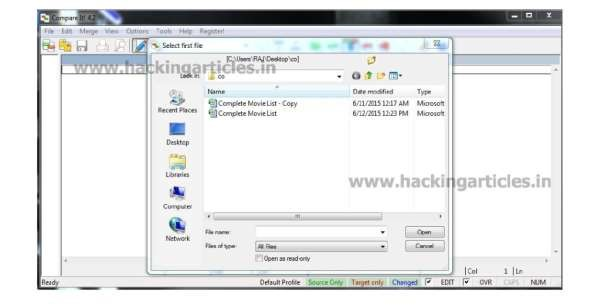 Compare It! 4.2
File Edit Merge View Options Tools Help Register!
Select first file
[C:\Users\RAJ\Desktop\co]
www.hackingarticles.in
Look in: co
Name Date modified Type
Complete Movie List - Copy 6/11/2015 12:17 AM Microsoft
Complete Movie List 6/12/2015 12:23 PM Microsoft
Recent Places
Desktop
Libraries
Computer
Network
www.hackingarticles.in
File name: Open
Files of type: All Files Cancel
Open as read-only
Col 1 Ln
Ready Default Profile Source Only Target only Changed EDIT OVR CAPS NUM